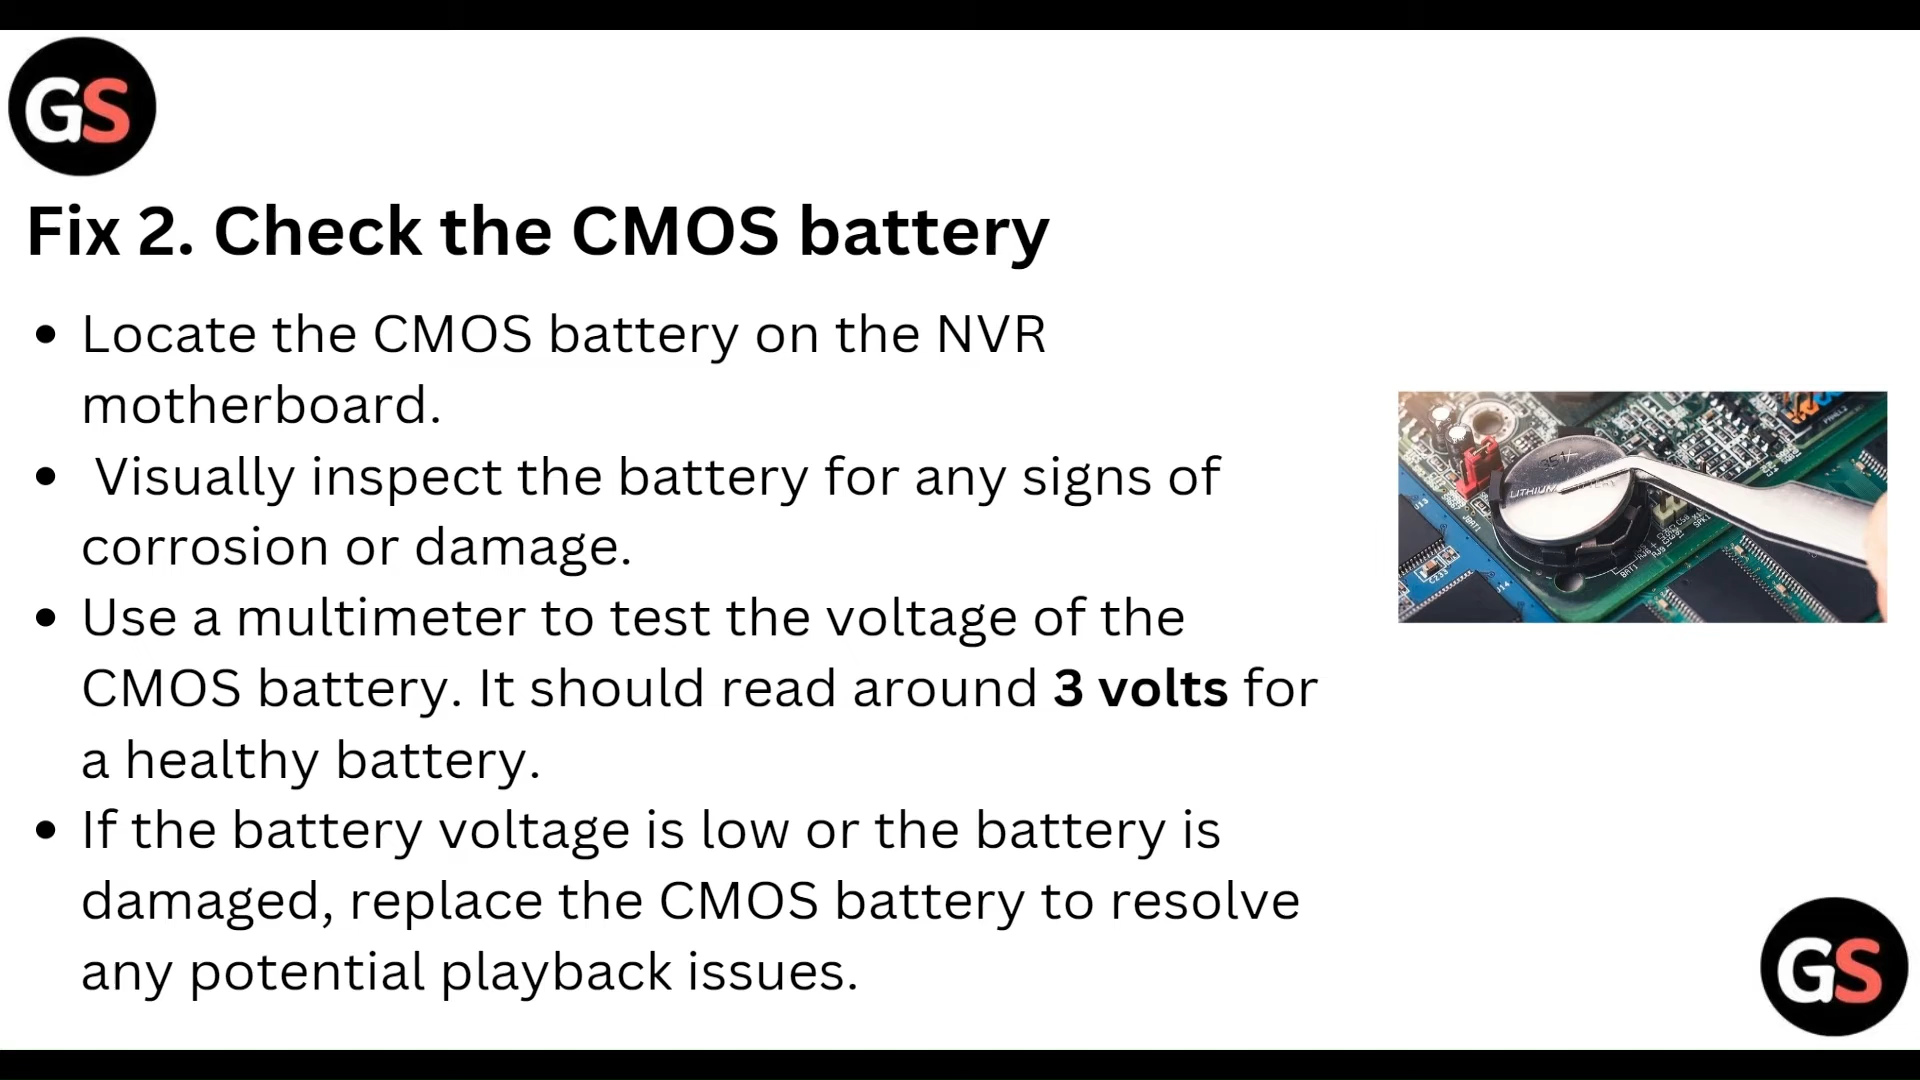 GS
Fix 2. Check the CMOS battery
• Locate the CMOS battery on the NVR
motherboard.
• Visually inspect the battery for any signs of
corrosion or damage.
• Use a multimeter to test the voltage of the
CMOS battery. It should read around 3 volts for
a healthy battery.
• If the battery voltage is low or the battery is
damaged, replace the CMOS battery to resolve
any potential playback issues.
LITHIUM
JBAT1
BAT1
C233
GS